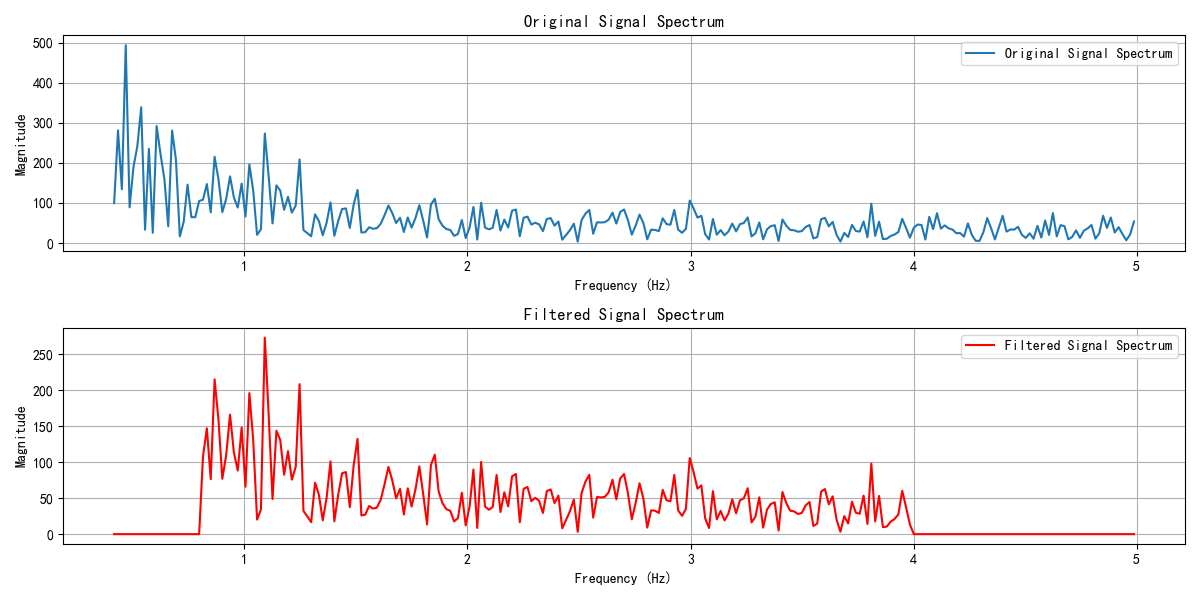 Original Signal Spectrum
Magnitude
500
400
300
200
100
0
Original Signal Spectrum
1 2 3 4 5
Frequency (Hz)
Filtered Signal Spectrum
Magnitude
250
200
150
100
50
0
Filtered Signal Spectrum
1 2 3 4 5
Frequency (Hz)